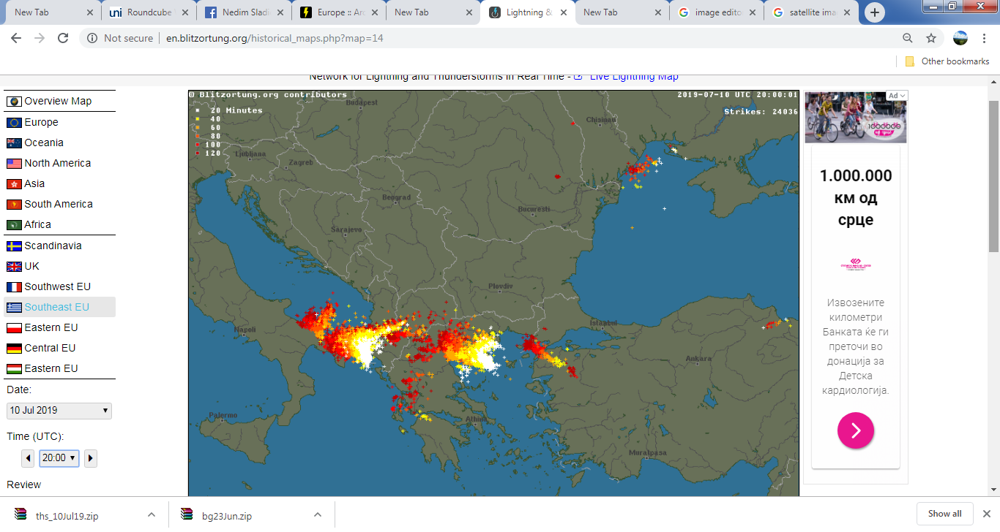 New Tab
Roundcube
Nedim Sladi
Europe :: Arc
New Tab
Lightning &
New Tab
image edito
satellite ima
Not secure
en.blitzortung.org/historical_maps.php?map=14
Other bookmarks
Network for Lightning and Thunderstorms in Real Time - Live Lightning Map
Overview Map
Europe
Oceania
North America
Asia
South America
Africa
Scandinavia
UK
Southwest EU
Southeast EU
Eastern EU
Central EU
Eastern EU
Date:
10 Jul 2019
Time (UTC):
20:00
Review
© Blitzortung.org contributors
2019-07-10 UTC 20:00:01
Strikes: 24036
20 Minutes
40
60
80
100
120
Budapest
Chisinau
Ljubljana
Zagreb
Beograd
Bucuresti
Sarajevo
Plovdiv
Istanbul
Napoli
Ankara
Palermo
Athina
Muratpasa
Ad
1000000
1.000.000
км од
срце
Извозените
километри
Банката ќе ги
преточи во
донација за
Детска
кардиологија.
ths_10Jul19.zip
bg23Jun.zip
Show all